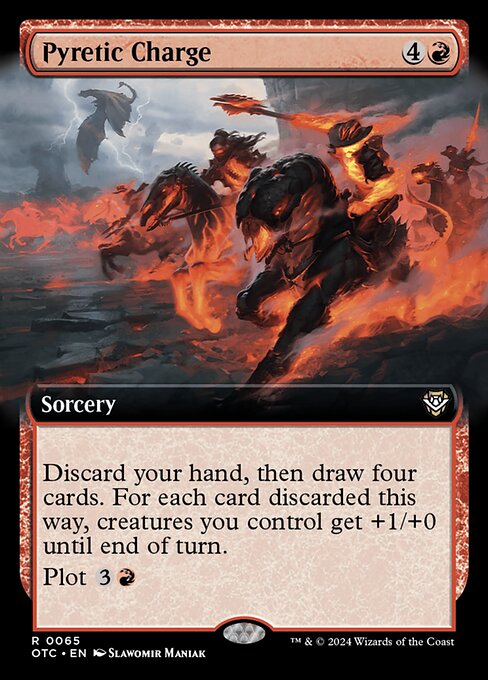 Pyretic Charge 4
Sorcery
Discard your hand, then draw four
cards. For each card discarded this
way, creatures you control get +1/+0
until end of turn.
Plot 3
R 0065
™ & © 2024 Wizards of the Coast
OTC • EN Slawomir Maniak